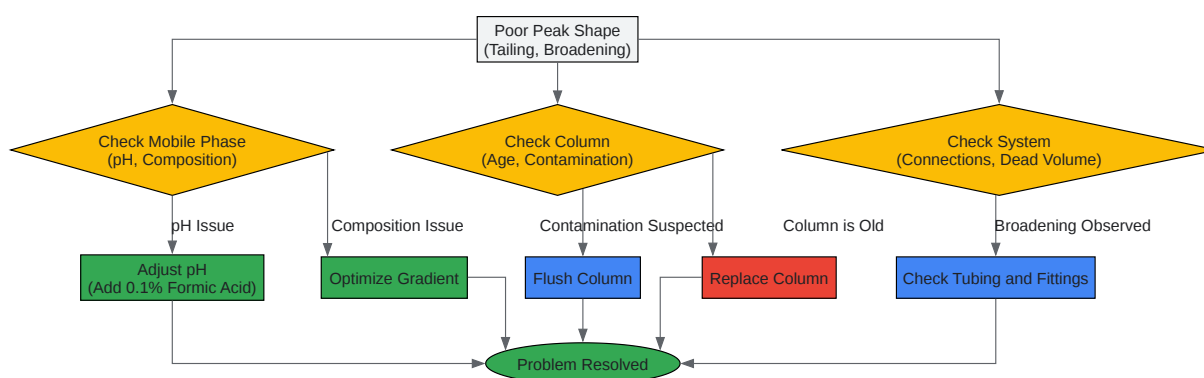 Poor Peak Shape
(Tailing, Broadening)
Check Mobile Phase
(pH, Composition)
Check Column
(Age, Contamination)
Check System
(Connections, Dead Volume)
pH Issue
Composition Issue
Contamination Suspected
Column is Old
Broadening Observed
Adjust pH
(Add 0.1% Formic Acid)
Optimize Gradient
Flush Column
Replace Column
Check Tubing and Fittings
Problem Resolved